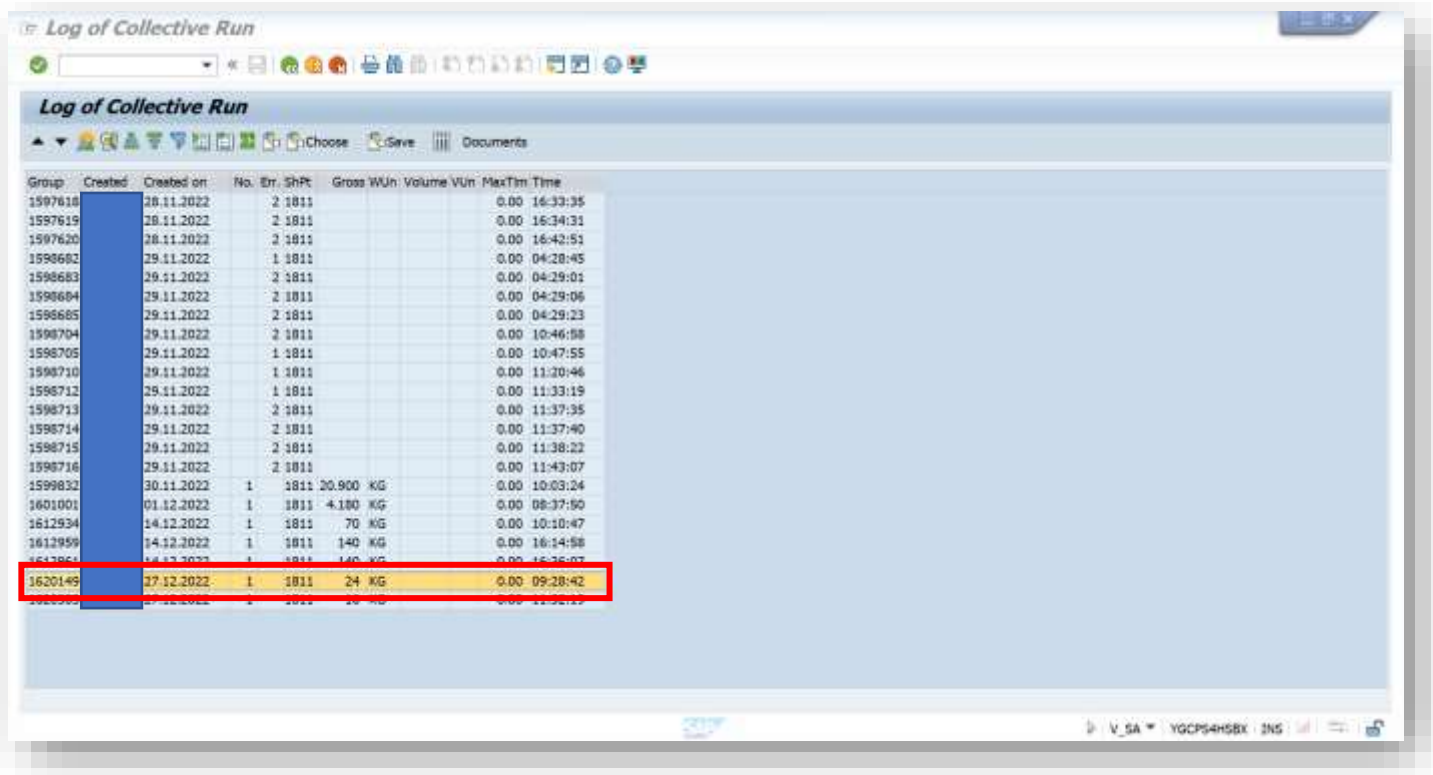 Log of Collective Run
Log of Collective Run
Choose Save Documents
Group Created Created on No. Err. ShPt Gross WUn Volume VUn MaxTim Time
1597618 28.11.2022 2 1811 0.00 16:33:35
1597619 28.11.2022 2 1811 0.00 16:34:31
1597620 28.11.2022 2 1811 0.00 16:42:51
1598682 29.11.2022 1 1811 0.00 04:28:45
1598683 29.11.2022 2 1811 0.00 04:29:01
1598684 29.11.2022 2 1811 0.00 04:29:06
1598685 29.11.2022 2 1811 0.00 04:29:23
1598704 29.11.2022 2 1811 0.00 10:46:58
1598705 29.11.2022 1 1811 0.00 10:47:55
1598710 29.11.2022 1 1811 0.00 11:20:46
1598712 29.11.2022 1 1811 0.00 11:33:19
1598713 29.11.2022 2 1811 0.00 11:37:35
1598714 29.11.2022 2 1811 0.00 11:37:40
1598715 29.11.2022 2 1811 0.00 11:38:22
1598716 29.11.2022 2 1811 0.00 11:43:07
1599832 30.11.2022 1 1811 20.900 KG 0.00 10:03:24
1601001 01.12.2022 1 1811 4.180 KG 0.00 08:37:50
1612934 14.12.2022 1 1811 70 KG 0.00 10:10:47
1612959 14.12.2022 1 1811 140 KG 0.00 16:14:58
14.12.2022 1 1811 140 KG 0.00
1620149 27.12.2022 1 1811 24 KG 0.00 09:28:42
V_SA YGCPS4HSBX INS